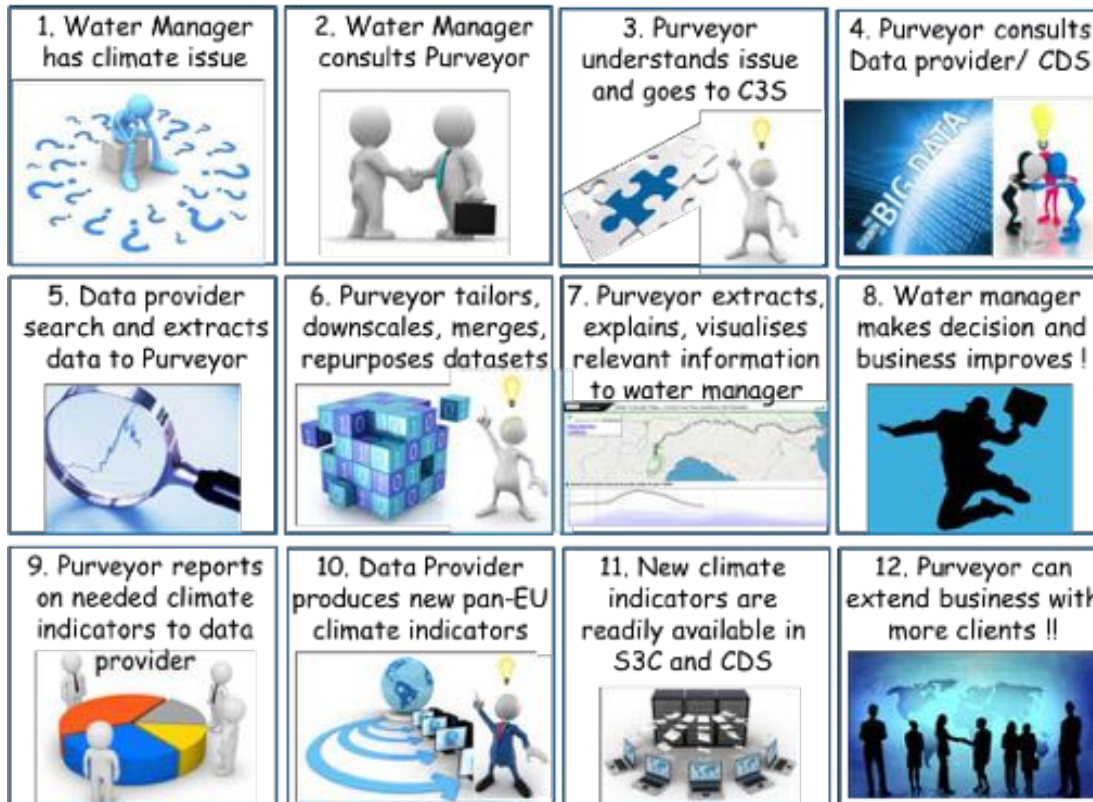 1. Water Manager
has climate issue
2. Water Manager
consults Purveyor
3. Purveyor
understands issue
and goes to C3S
4. Purveyor consults
Data provider/ CDS
BIG DATA
5. Data provider
search and extracts
data to Purveyor
6. Purveyor tailors,
downscales, merges,
repurposes datasets
7. Purveyor extracts,
explains, visualises
relevant information
to water manager
8. Water manager
makes decision and
business improves !
9. Purveyor reports
on needed climate
indicators to data
provider
10. Data Provider
produces new pan-EU
climate indicators
11. New climate
indicators are
readily available in
S3C and CDS
12. Purveyor can
extend business with
more clients !!